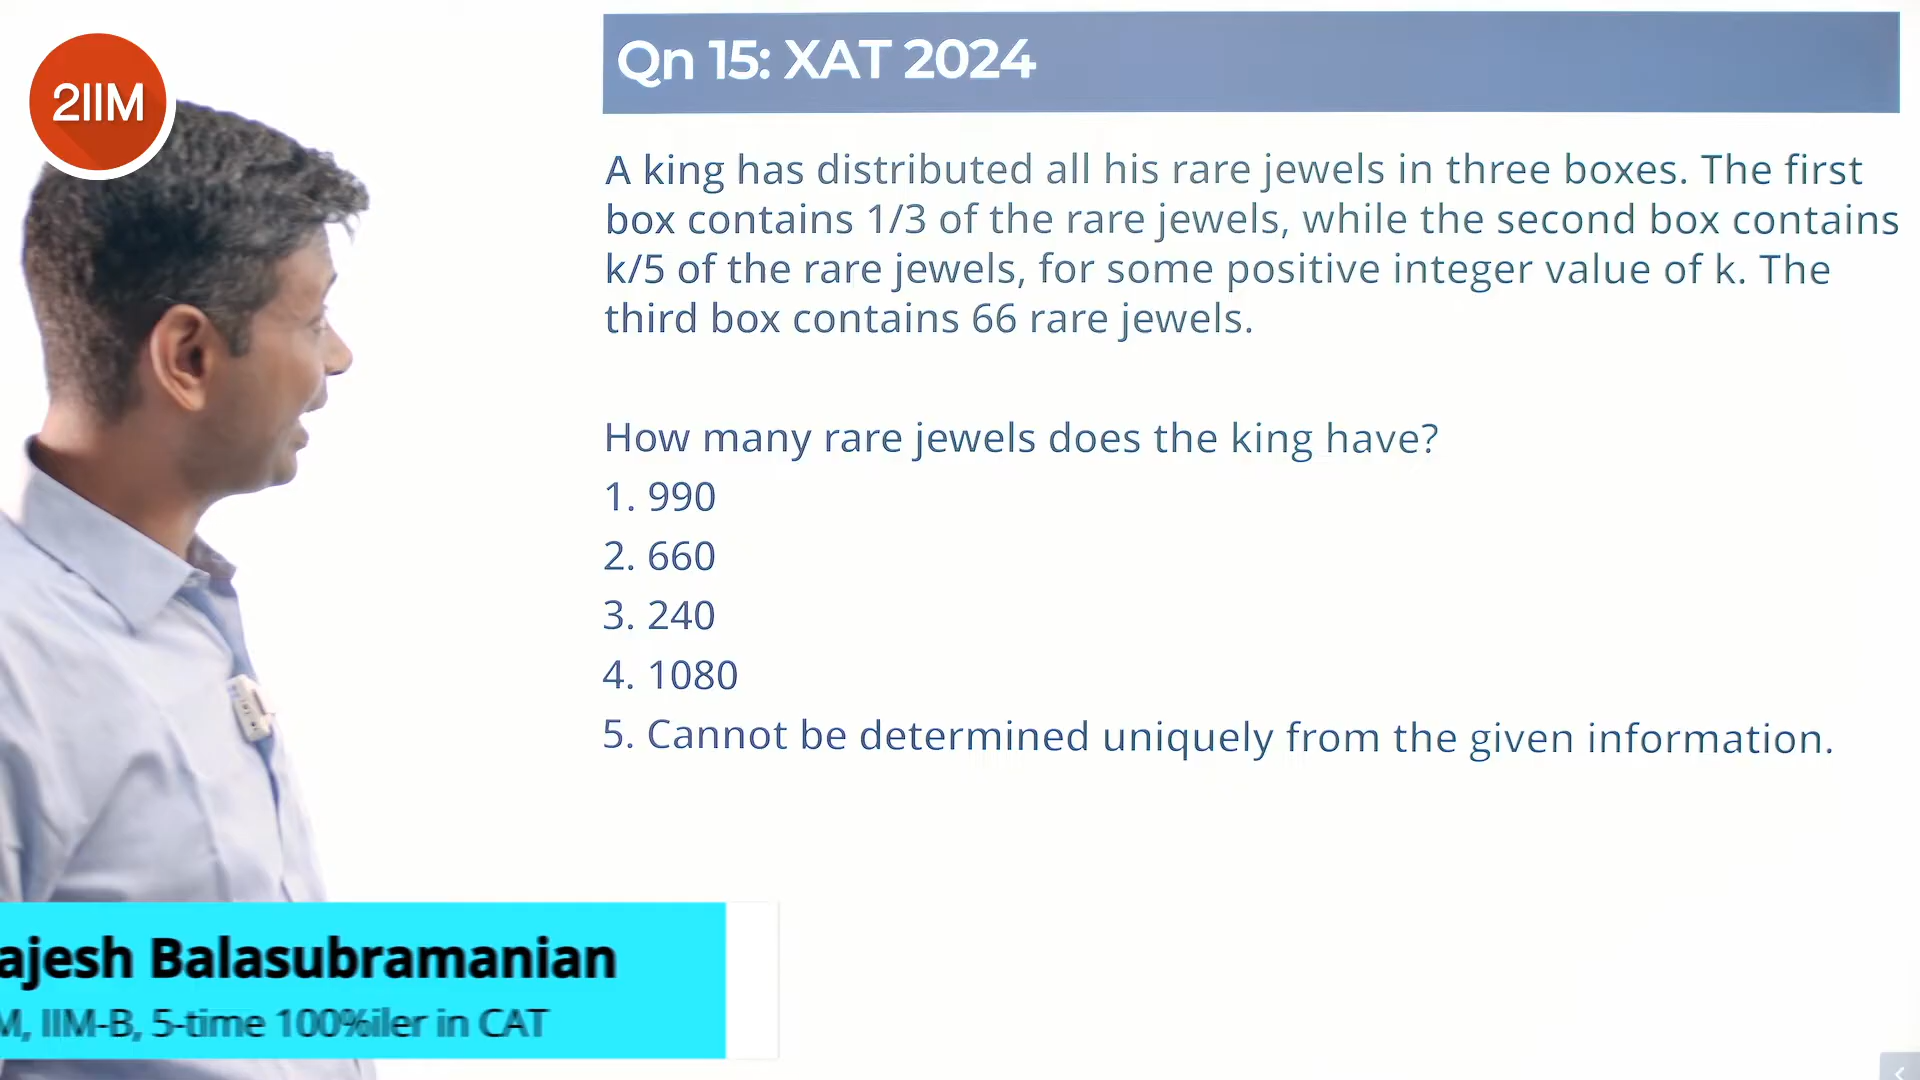 2IIM
Qn 15: XAT 2024
A king has distributed all his rare jewels in three boxes. The first
box contains 1/3 of the rare jewels, while the second box contains
k/5 of the rare jewels, for some positive integer value of k. The
third box contains 66 rare jewels.
How many rare jewels does the king have?
1. 990
2. 660
3. 240
4. 1080
5. Cannot be determined uniquely from the given information.
ajesh Balasubramanian
M, IIM-B, 5-time 100%iler in CAT